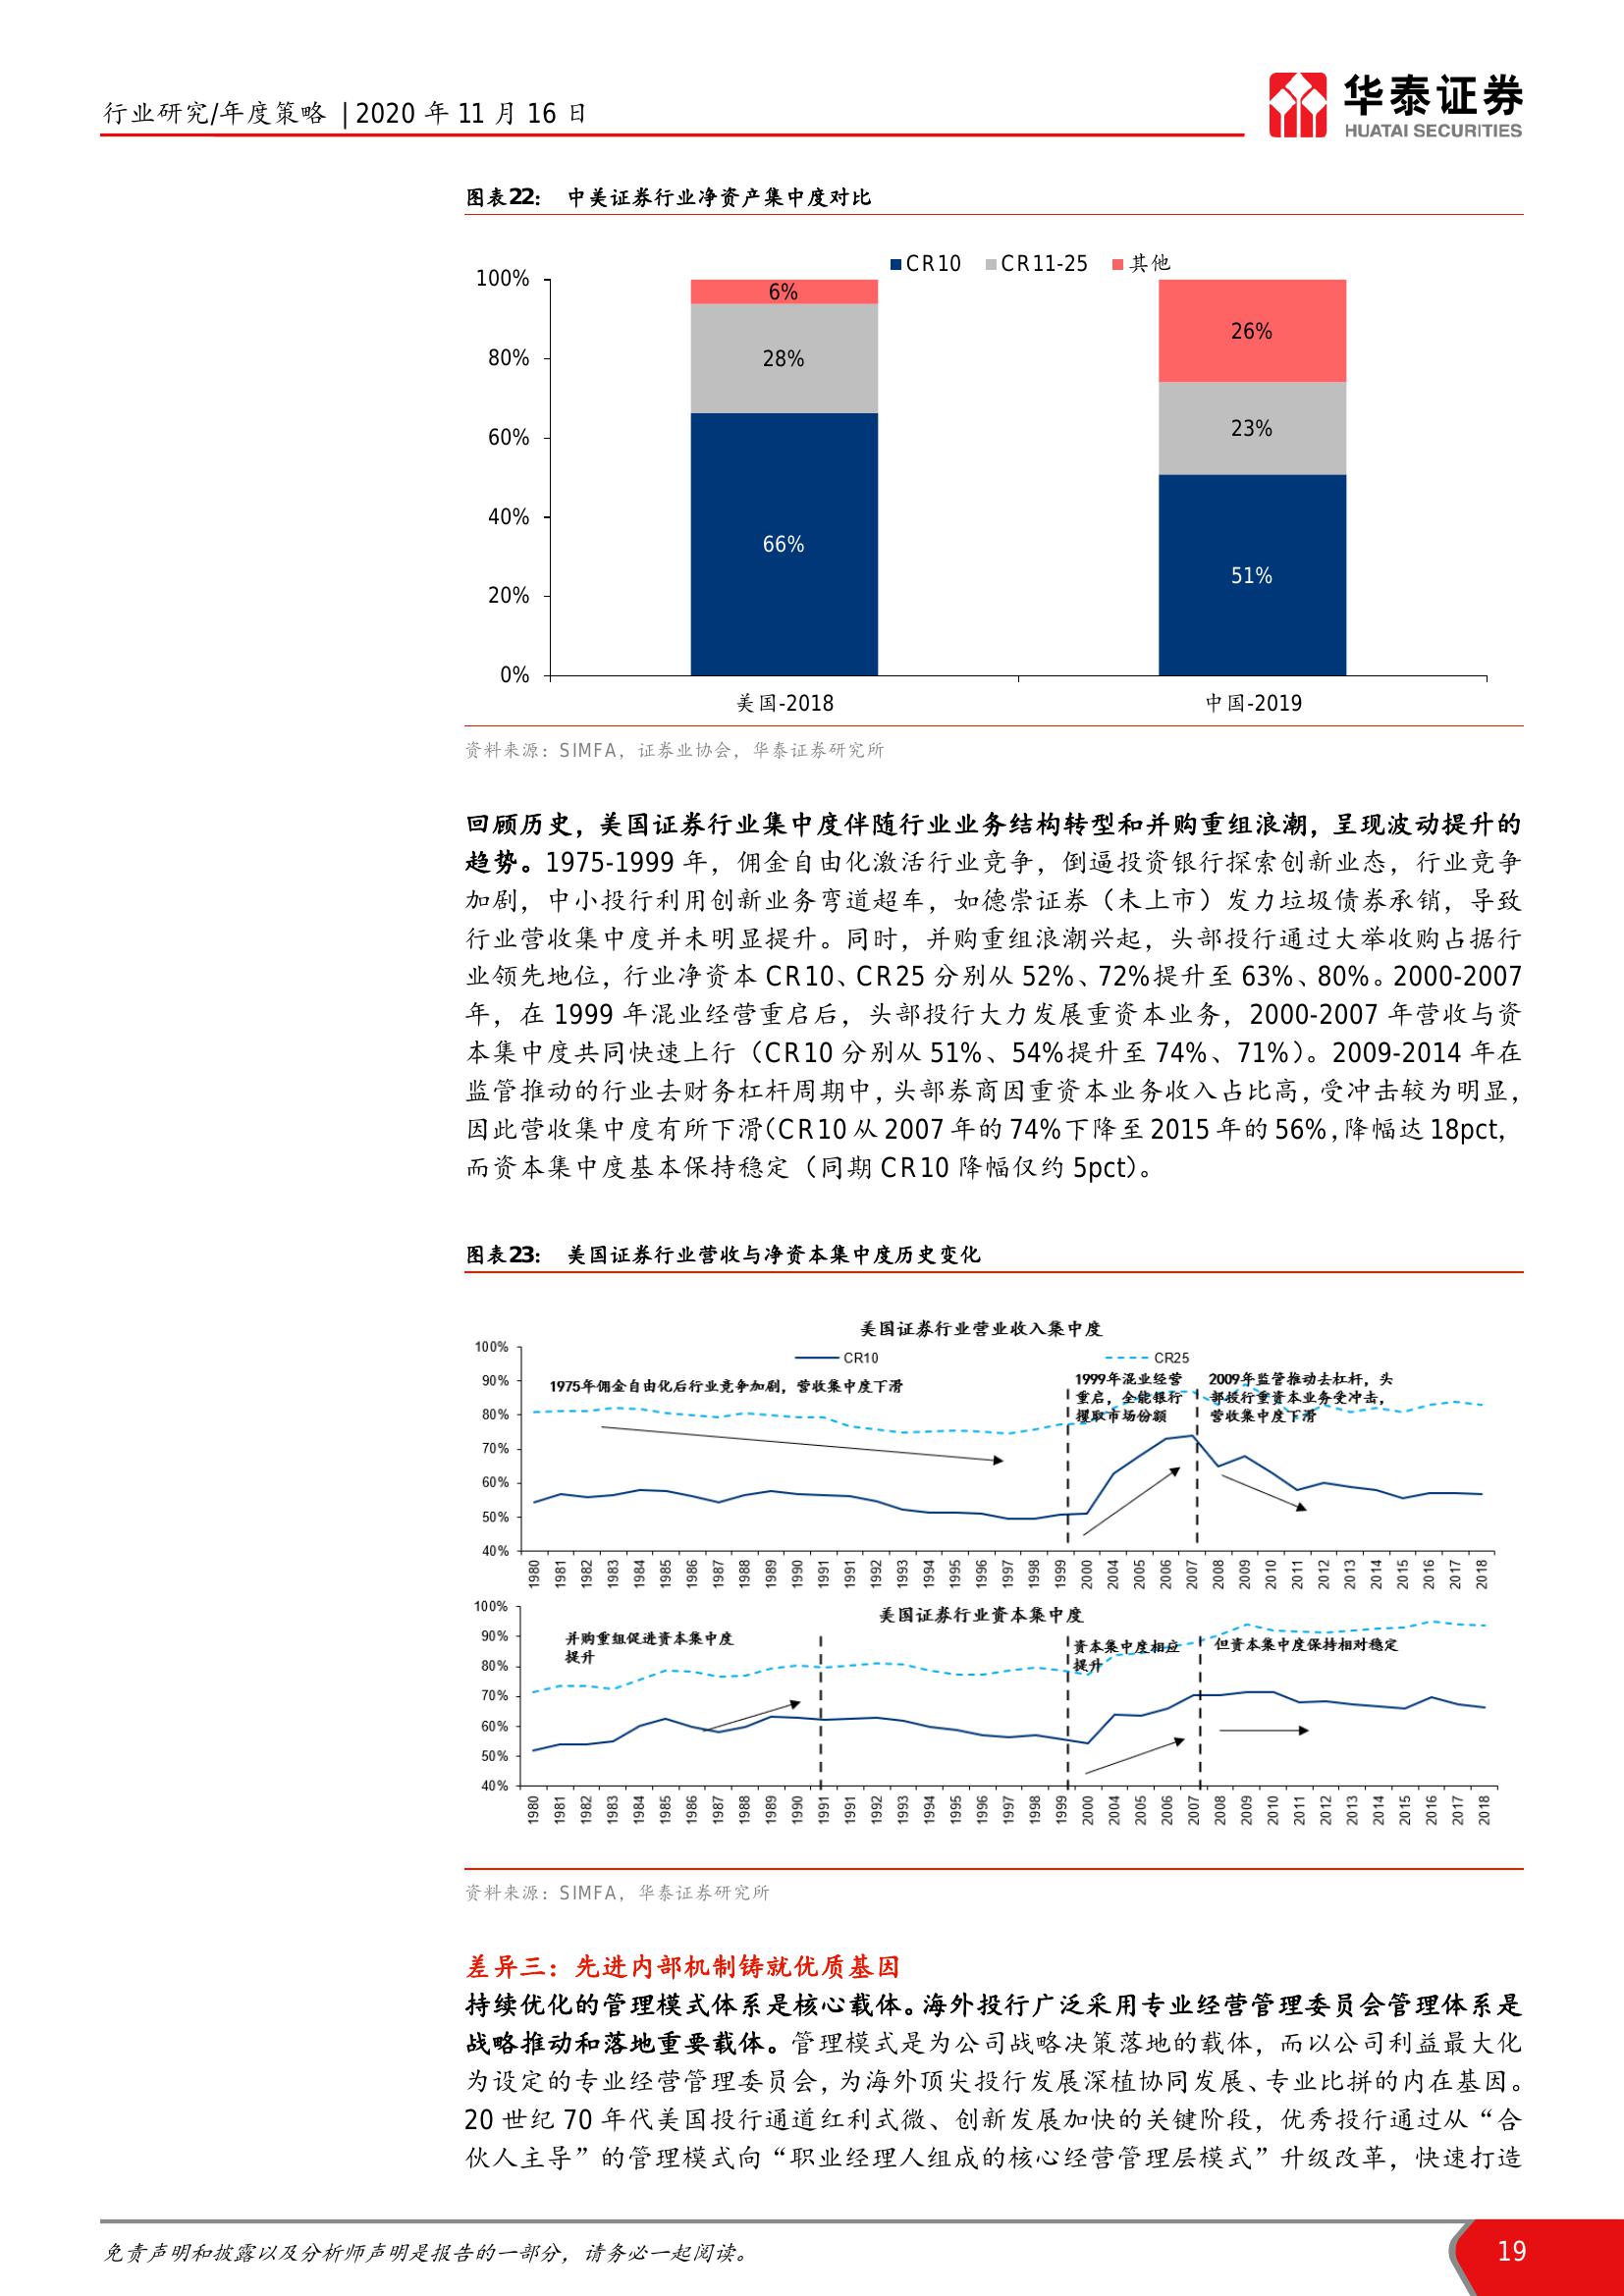 行业研究/年度策略 | 2020 年 11 月 16 日
华泰证券
HUATAI SECURITIES
图表22： 中美证券行业净资产集中度对比
CR10 CR11-25 其他
100%
80%
60%
40%
20%
0%
6%
28%
66%
26%
23%
51%
美国-2018 中国-2019
资料来源：SIMFA，证券业协会，华泰证券研究所
回顾历史，美国证券行业集中度伴随行业业务结构转型和并购重组浪潮，呈现波动提升的
趋势。1975-1999 年，佣金自由化激活行业竞争，倒逼投资银行探索创新业态，行业竞争
加剧，中小投行利用创新业务弯道超车，如德崇证券（未上市）发力垃圾债券承销，导致
行业营收集中度并未明显提升。同时，并购重组浪潮兴起，头部投行通过大举收购占据行
业领先地位，行业净资本 CR10、CR25 分别从 52%、72%提升至 63%、80%。2000-2007
年，在 1999 年混业经营重启后，头部投行大力发展重资本业务，2000-2007 年营收与资
本集中度共同快速上行（CR10 分别从 51%、54%提升至 74%、71%）。2009-2014 年在
监管推动的行业去财务杠杆周期中，头部券商因重资本业务收入占比高，受冲击较为明显，
因此营收集中度有所下滑（CR10 从 2007 年的 74%下降至 2015 年的 56%，降幅达 18pct，
而资本集中度基本保持稳定（同期 CR10 降幅仅约 5pct）。
图表23： 美国证券行业营收与净资本集中度历史变化
美国证券行业营业收入集中度
CR10 CR25
100%
90%
80%
70%
60%
50%
40%
1975年佣金自由化后行业竞争加剧，营收集中度下滑
1999年混业经营
重启，全能银行
攫取市场份额
2009年监管推动去杠杆，头
部投行重资本业务受冲击，
营收集中度下滑
1980 1981 1982 1983 1984 1985 1986 1987 1988 1989 1990 1991 1991 1992 1993 1994 1995 1996 1997 1998 1999 2000 2004 2005 2006 2007 2008 2009 2010 2011 2012 2013 2014 2015 2016 2017 2018
美国证券行业资本集中度
100%
90%
80%
70%
60%
50%
40%
并购重组促进资本集中度
提升
资本集中度相应
提升
但资本集中度保持相对稳定
1980 1981 1982 1983 1984 1985 1986 1987 1988 1989 1990 1991 1991 1992 1993 1994 1995 1996 1997 1998 1999 2000 2004 2005 2006 2007 2008 2009 2010 2011 2012 2013 2014 2015 2016 2017 2018
资料来源：SIMFA，华泰证券研究所
差异三：先进内部机制铸就优质基因
持续优化的管理模式体系是核心载体。海外投行广泛采用专业经营管理委员会管理体系是
战略推动和落地重要载体。管理模式是为公司战略决策落地的载体，而以公司利益最大化
为设定的专业经营管理委员会，为海外顶尖投行发展深植协同发展、专业比拼的内在基因。
20 世纪 70 年代美国投行通道红利式微、创新发展加快的关键阶段，优秀投行通过从“合
伙人主导”的管理模式向“职业经理人组成的核心经营管理层模式”升级改革，快速打造
免责声明和披露以及分析师声明是报告的一部分，请务必一起阅读。
19